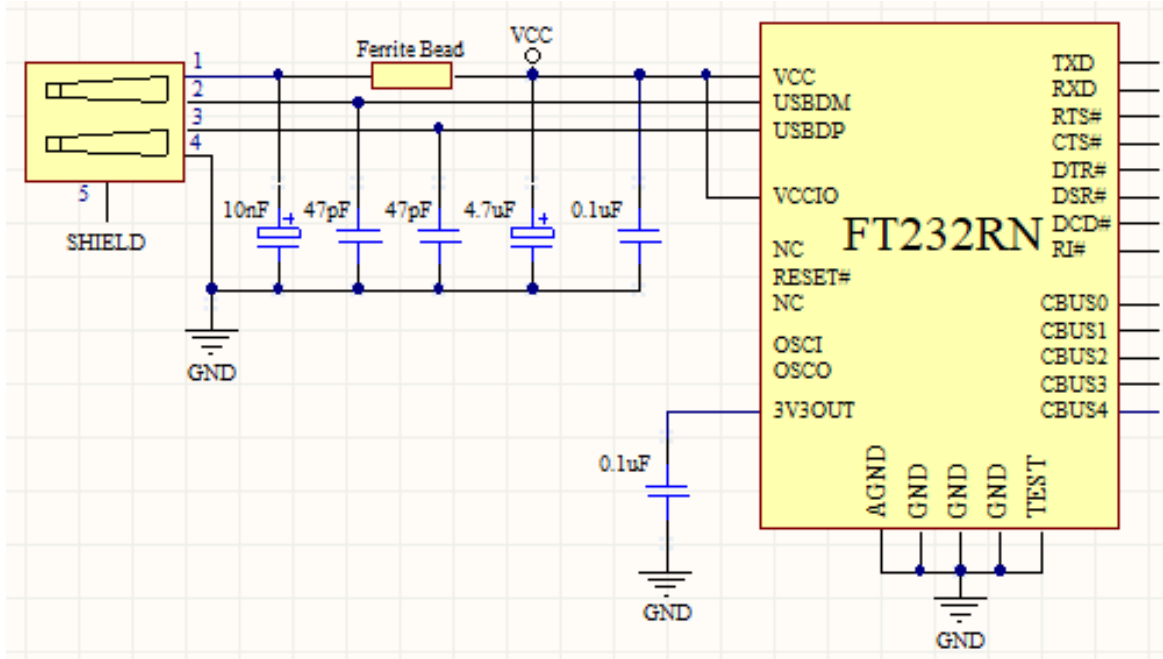 VCC
Ferrite Bead
1
2
3
4
5
SHIELD
10nF
+
47pF
47pF
4.7uF
+
0.1uF
GND
VCC
USBDM
USBDP
VCCIO
NC
RESET#
NC
OSCI
OSCO
3V3OUT
FT232RN
TXD
RXD
RTS#
CTS#
DTR#
DSR#
DCD#
RI#
CBUS0
CBUS1
CBUS2
CBUS3
CBUS4
0.1uF
GND
AGND
GND
GND
GND
TEST
GND